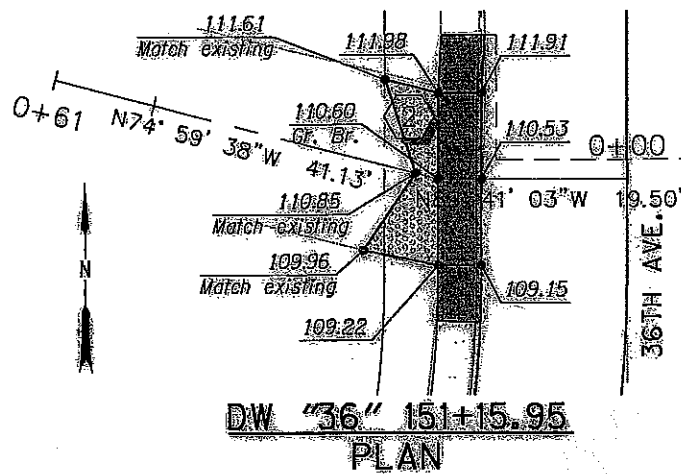 111.61
Match existing
111.98
111.91
2
0+61
N74° 59' 38"W
41.13'
110.60
Gr. Br.
110.53
0+00
41' 03"W 19.50'
110.85
Match existing
109.96
Match existing
109.15
109.22
N
36TH AVE.
DW "36" 151+15.95
PLAN